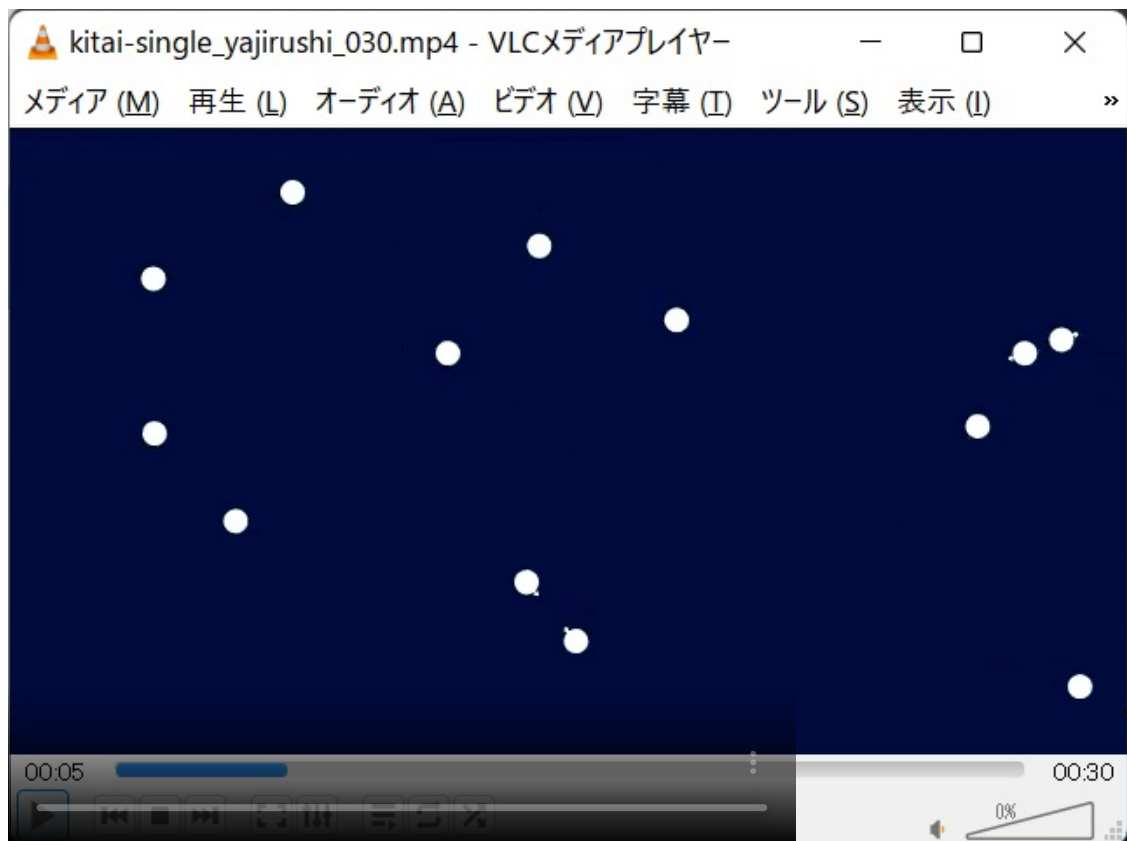 kitai-single_yajirushi_030.mp4 - VLCメディアプレイヤー
メディア (M) 再生 (L) オーディオ (A) ビデオ (V) 字幕 (T) ツール (S) 表示 (I) »
00:05 00:30
0%